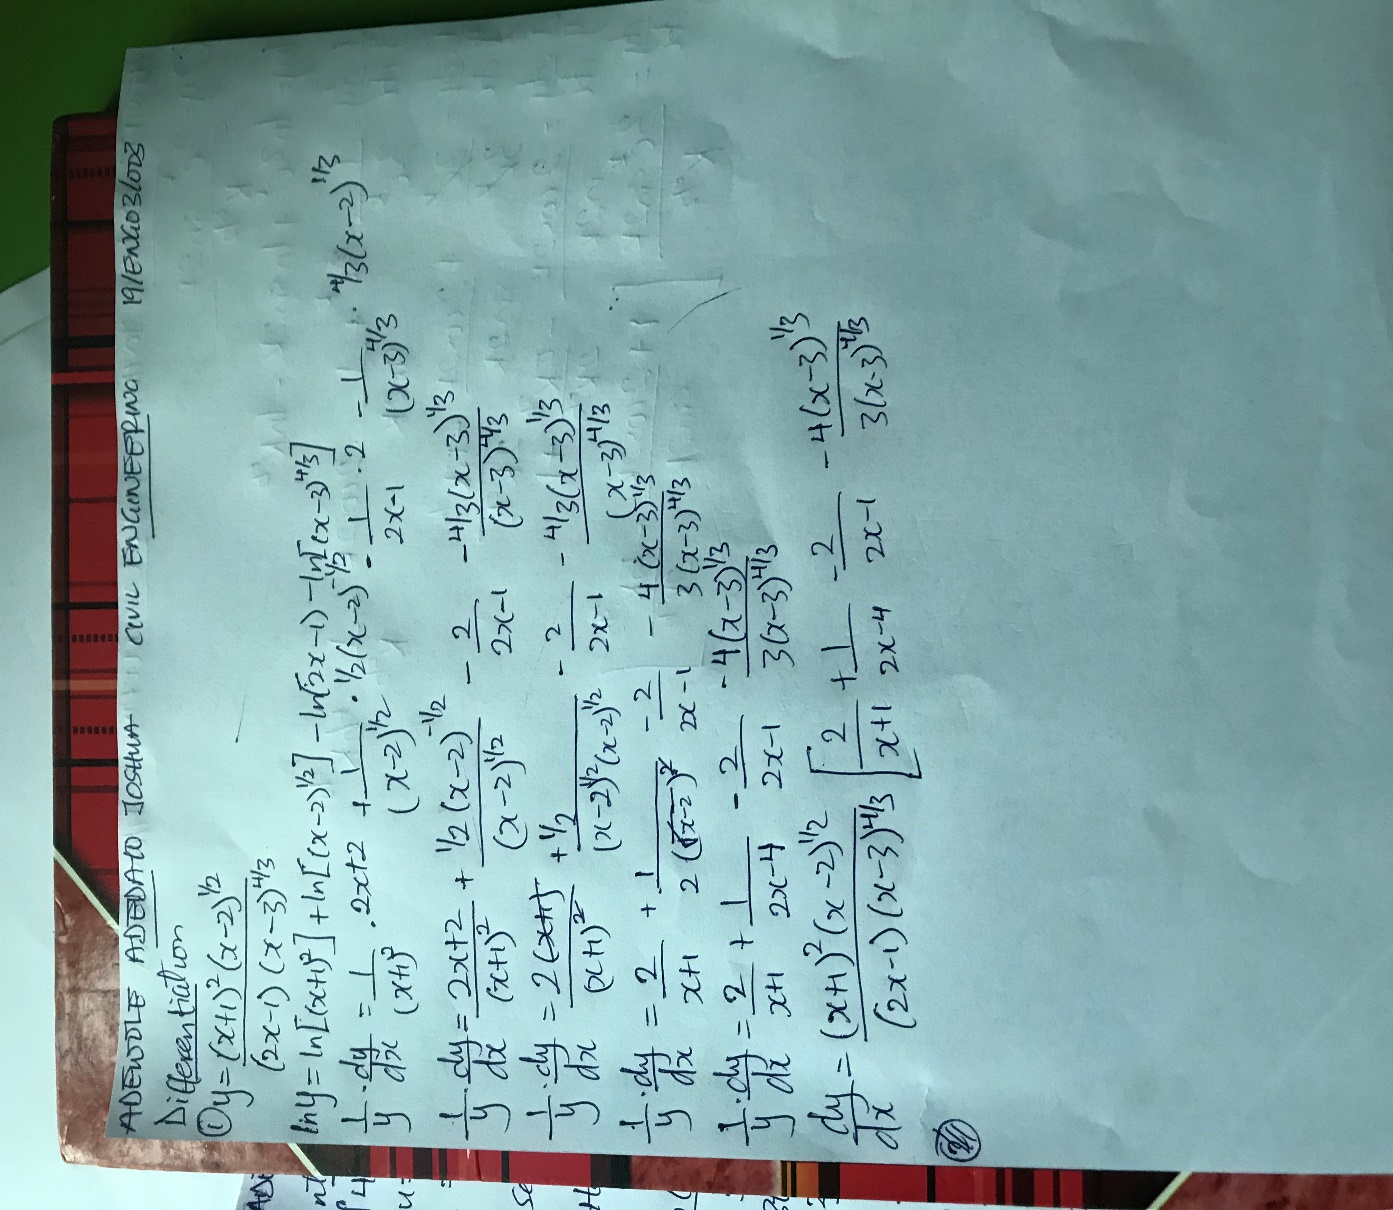 ADEWOLE ADEDAYO JOSHUA CIVIL ENGINEERING 19/ENG03/003
Differentiation
① y = (x+1)²(x-2)^1/2 / (2x-1)(x-3)^4/3
ln y = ln[(x+1)²] + ln[(x-2)^1/2] - ln[2x-1) - ln[(x-3)^4/3]
1/y · dy/dx = 1/(x+1)² · 2x+2 + 1/(x-2)^1/2 · 1/2(x-2)^-1/2 · 1/2x-1 · 2 - 1/(x-3)^4/3 · 4/3(x-2)^1/3
1/y · dy/dx = 2x+2/(x+1)² + 1/2(x-2)^-1/2/(x-2)^1/2 - 2/2x-1 - 4/3(x-3)^1/3/(x-3)^4/3
1/y · dy/dx = 2(x+1)/(x+1)² + 1/2/(x-2)^1/2(x-2)^1/2 - 2/2x-1 - 4/3(x-3)^1/3/(x-3)^4/3
1/y · dy/dx = 2/x+1 + 1/2(x-2)² - 2/2x-1 - 4(x-3)^1/3/3(x-3)^4/3
1/y · dy/dx = 2/x+1 + 1/2x-4 - 2/2x-1 - 4(x-3)^1/3/3(x-3)^4/3
dy/dx = (x+1)²(x-2)^1/2/(2x-1)(x-3)^4/3 [2/x+1 + 1/2x-4 - 2/2x-1 - 4(x-3)^1/3/3(x-3)^4/3